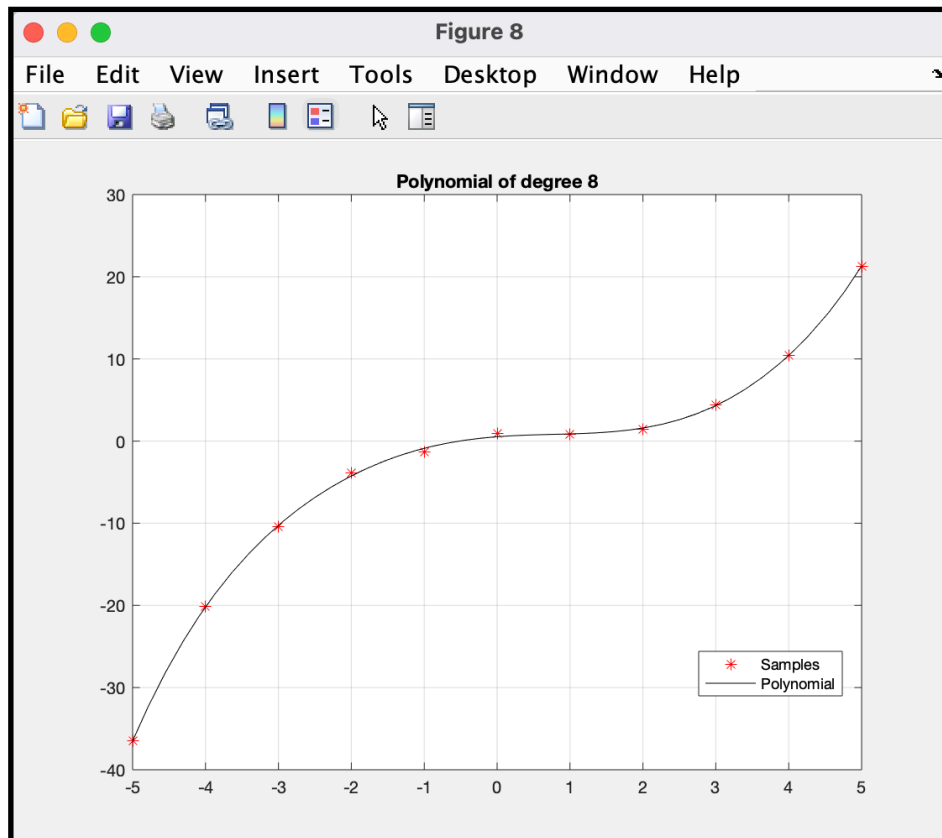 Figure 8
File Edit View Insert Tools Desktop Window Help
Polynomial of degree 8
30
20
10
0
-10
-20
-30
-40
-5 -4 -3 -2 -1 0 1 2 3 4 5
Samples
Polynomial